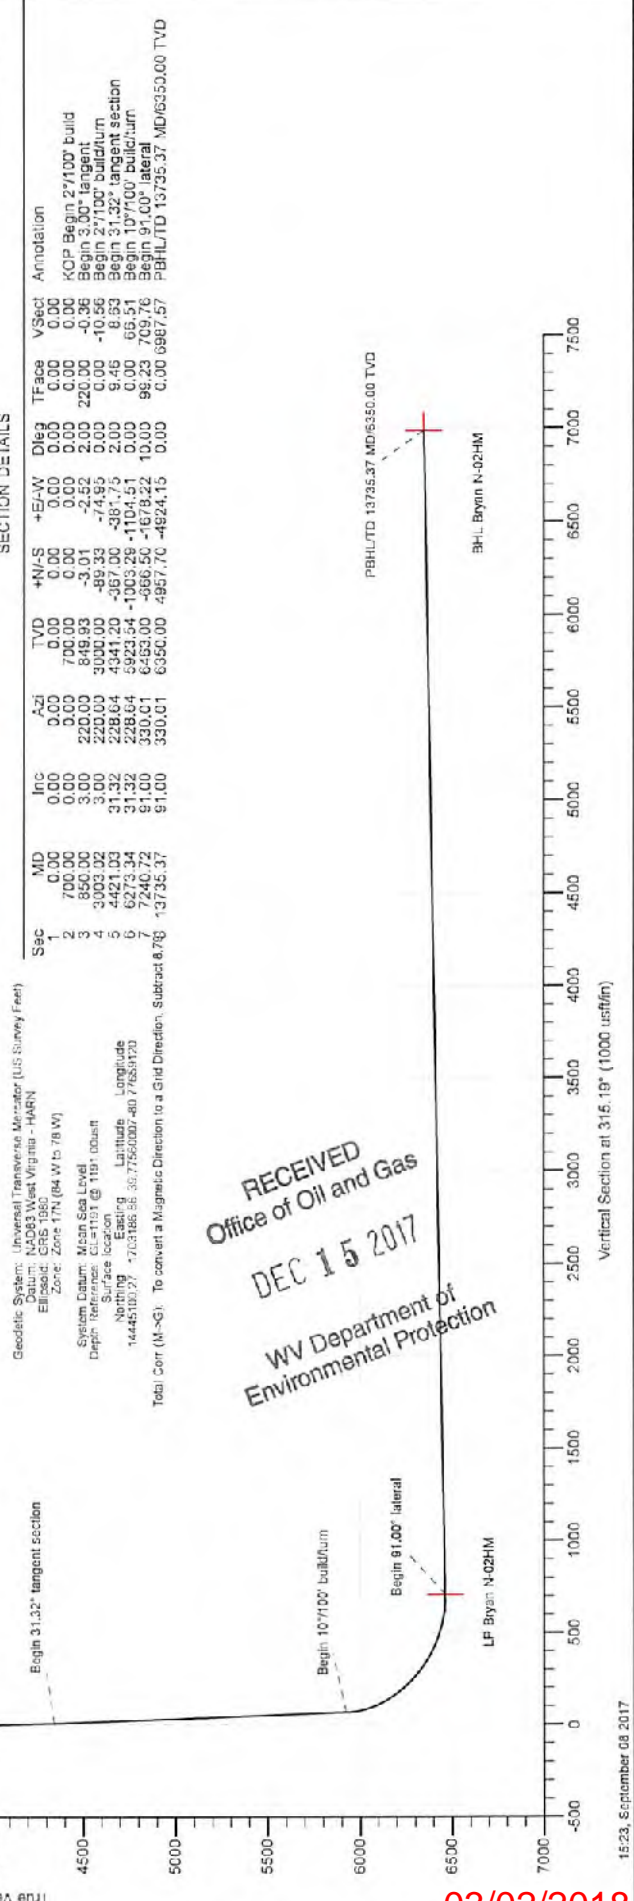 SECTION DETAILS
Geodetic System: Universal Transverse Mercator (US Survey Feet)
Datum: NAD83 West Virginia - HARN
Ellipsoid: GRS 1980
Zone: Zone 17N (84 W to 78 W)
System Datum: Mean Sea Level
Depth Reference: GL=1191 @ 1191.00usft
Surface location
Northing Easting Latitude Longitude
Total Corr (M->G): To convert a Magnetic Direction to a Grid Direction, Subtract
Sec MD Inc Azi TVD +N/-S +E/-W Dleg TFace VSect Annotation
1 0.00 0.00 0.00 0.00 0.00 0.00 0.00 0.00 0.00
2 700.00 0.00 0.00 700.00 0.00 0.00 0.00 0.00 0.00 KOP Begin 2°/100' build
3 850.00 3.00 220.00 849.93 -3.01 -2.52 2.00 220.00 -0.36 Begin 3.00° tangent
4 3003.02 3.00 220.00 3000.00 -89.33 -74.95 0.00 0.00 -10.56 Begin 2°/100' build/turn
5 4421.03 31.32 228.64 4341.20 -367.00 -381.75 2.00 9.46 8.63 Begin 31.32° tangent section
6 6273.34 31.32 228.64 5923.54 -1003.29 -1104.51 0.00 0.00 66.51 Begin 10°/100' build/turn
7 7240.72 91.00 330.01 6463.00 -666.50 -1678.22 10.00 99.23 709.76 Begin 91.00° lateral
8 13735.37 91.00 330.01 6350.00 4957.70 -4924.15 0.00 0.00 6987.57 PBHL/TD 13735.37 MD/6350.00 TVD
Begin 31.32° tangent section
Begin 10°/100' build/turn
Begin 91.00° lateral
LP Bryan N-02HM
PBHL/TD 13735.37 MD/6350.00 TVD
BHL Bryan N-02HM
RECEIVED
Office of Oil and Gas
DEC 15 2017
WV Department of
Environmental Protection
4500
5000
5500
6000
6500
7000
-500 0 500 1000 1500 2000 2500 3000 3500 4000 4500 5000 5500 6000 6500 7000 7500
Vertical Section at 315.19° (1000 usft/in)
15:23, September 08 2017
03/02/2018